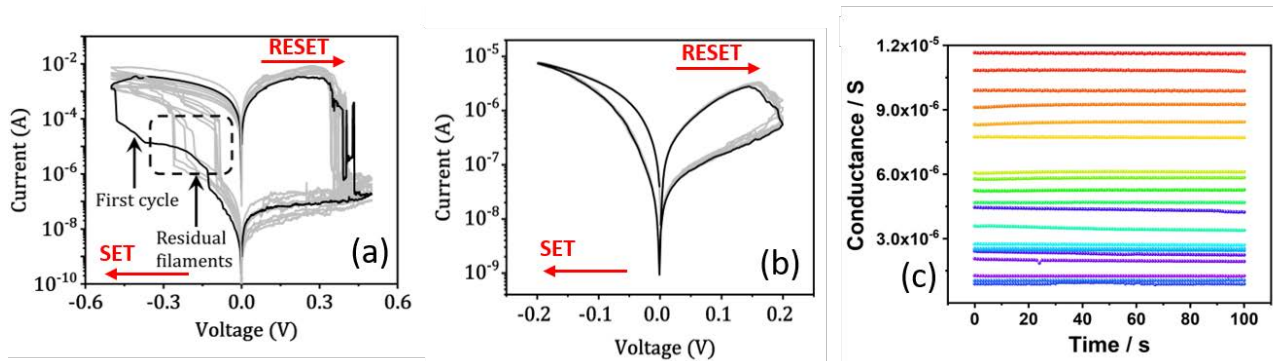 Current (A)
10⁻²
10⁻⁴
10⁻⁶
10⁻⁸
10⁻¹⁰
RESET
First cycle
Residual
filaments
SET
(a)
-0.6
-0.3
0.0
0.3
0.6
Voltage (V)
Current (A)
10⁻⁵
10⁻⁶
10⁻⁷
10⁻⁸
10⁻⁹
RESET
SET
(b)
-0.2
-0.1
0.0
0.1
0.2
Voltage (V)
Conductance / S
1.2x10⁻⁵
9.0x10⁻⁶
6.0x10⁻⁶
3.0x10⁻⁶
(c)
0
20
40
60
80
100
Time / s